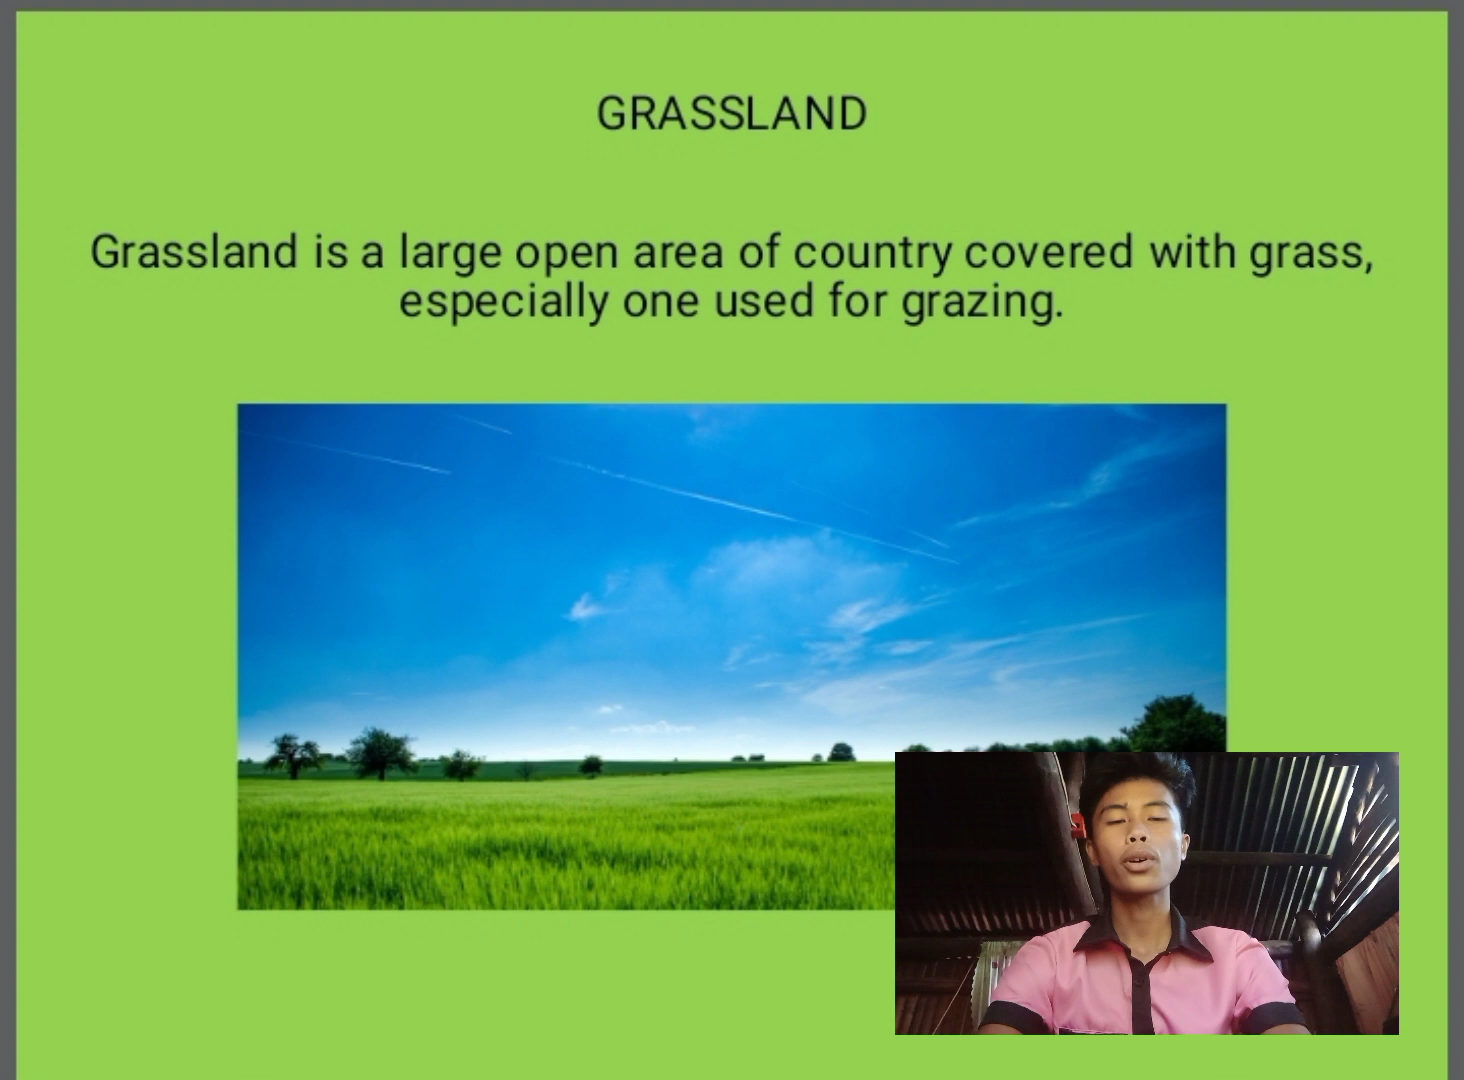 GRASSLAND
Grassland is a large open area of country covered with grass,
especially one used for grazing.